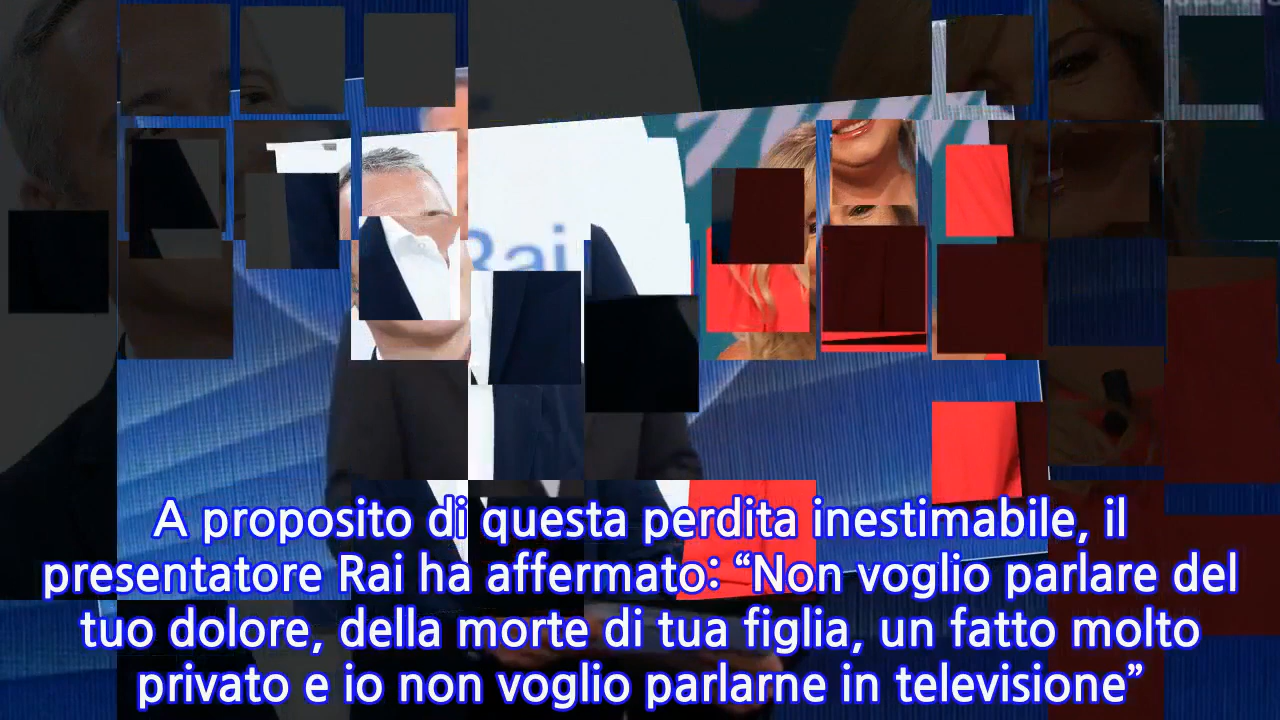 Rai
A proposito di questa perdita inestimabile, il
presentatore Rai ha affermato: “Non voglio parlare del
tuo dolore, della morte di tua figlia, un fatto molto
privato e io non voglio parlarne in televisione”